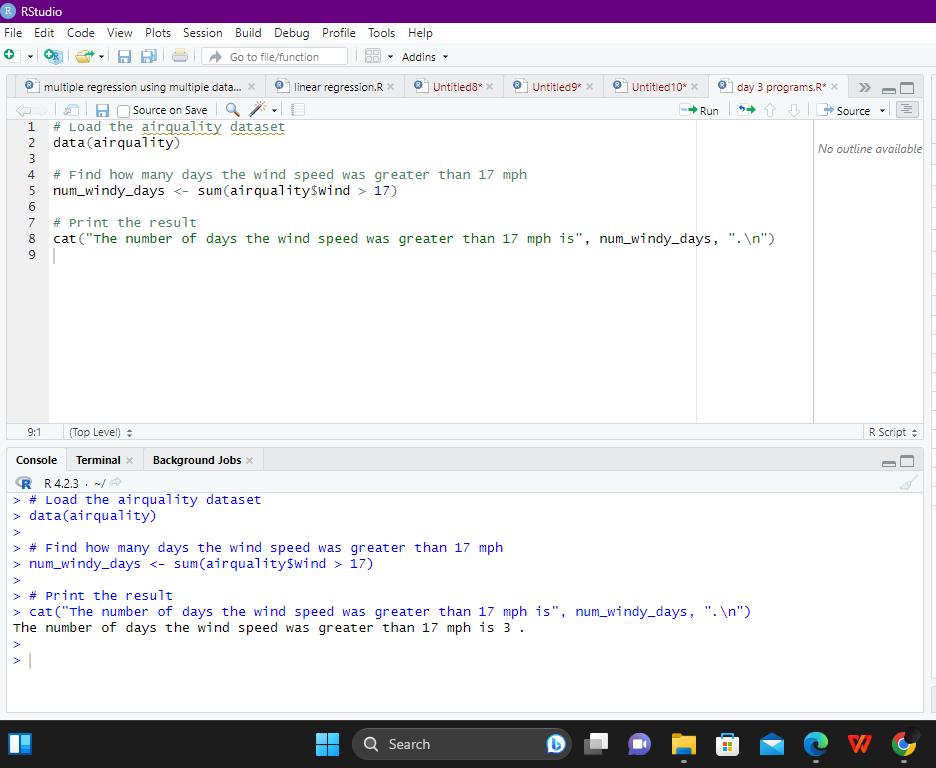 RStudio
File Edit Code View Plots Session Build Debug Profile Tools Help
Go to file/function Addins
multiple regression using multiple data... linear regression.R Untitled8* Untitled9* Untitled10* day 3 programs.R*
Source on Save Run Source
1 # Load the airquality dataset
2 data(airquality)
3
4 # Find how many days the wind speed was greater than 17 mph
5 num_windy_days <- sum(airquality$Wind > 17)
6
7 # Print the result
8 cat("The number of days the wind speed was greater than 17 mph is", num_windy_days, ".\n")
9
No outline available
9:1 (Top Level) R Script
Console Terminal Background Jobs
R R 4.2.3 · ~/
> # Load the airquality dataset
> data(airquality)
>
> # Find how many days the wind speed was greater than 17 mph
> num_windy_days <- sum(airquality$Wind > 17)
>
> # Print the result
> cat("The number of days the wind speed was greater than 17 mph is", num_windy_days, ".\n")
The number of days the wind speed was greater than 17 mph is 3 .
>
>
Search